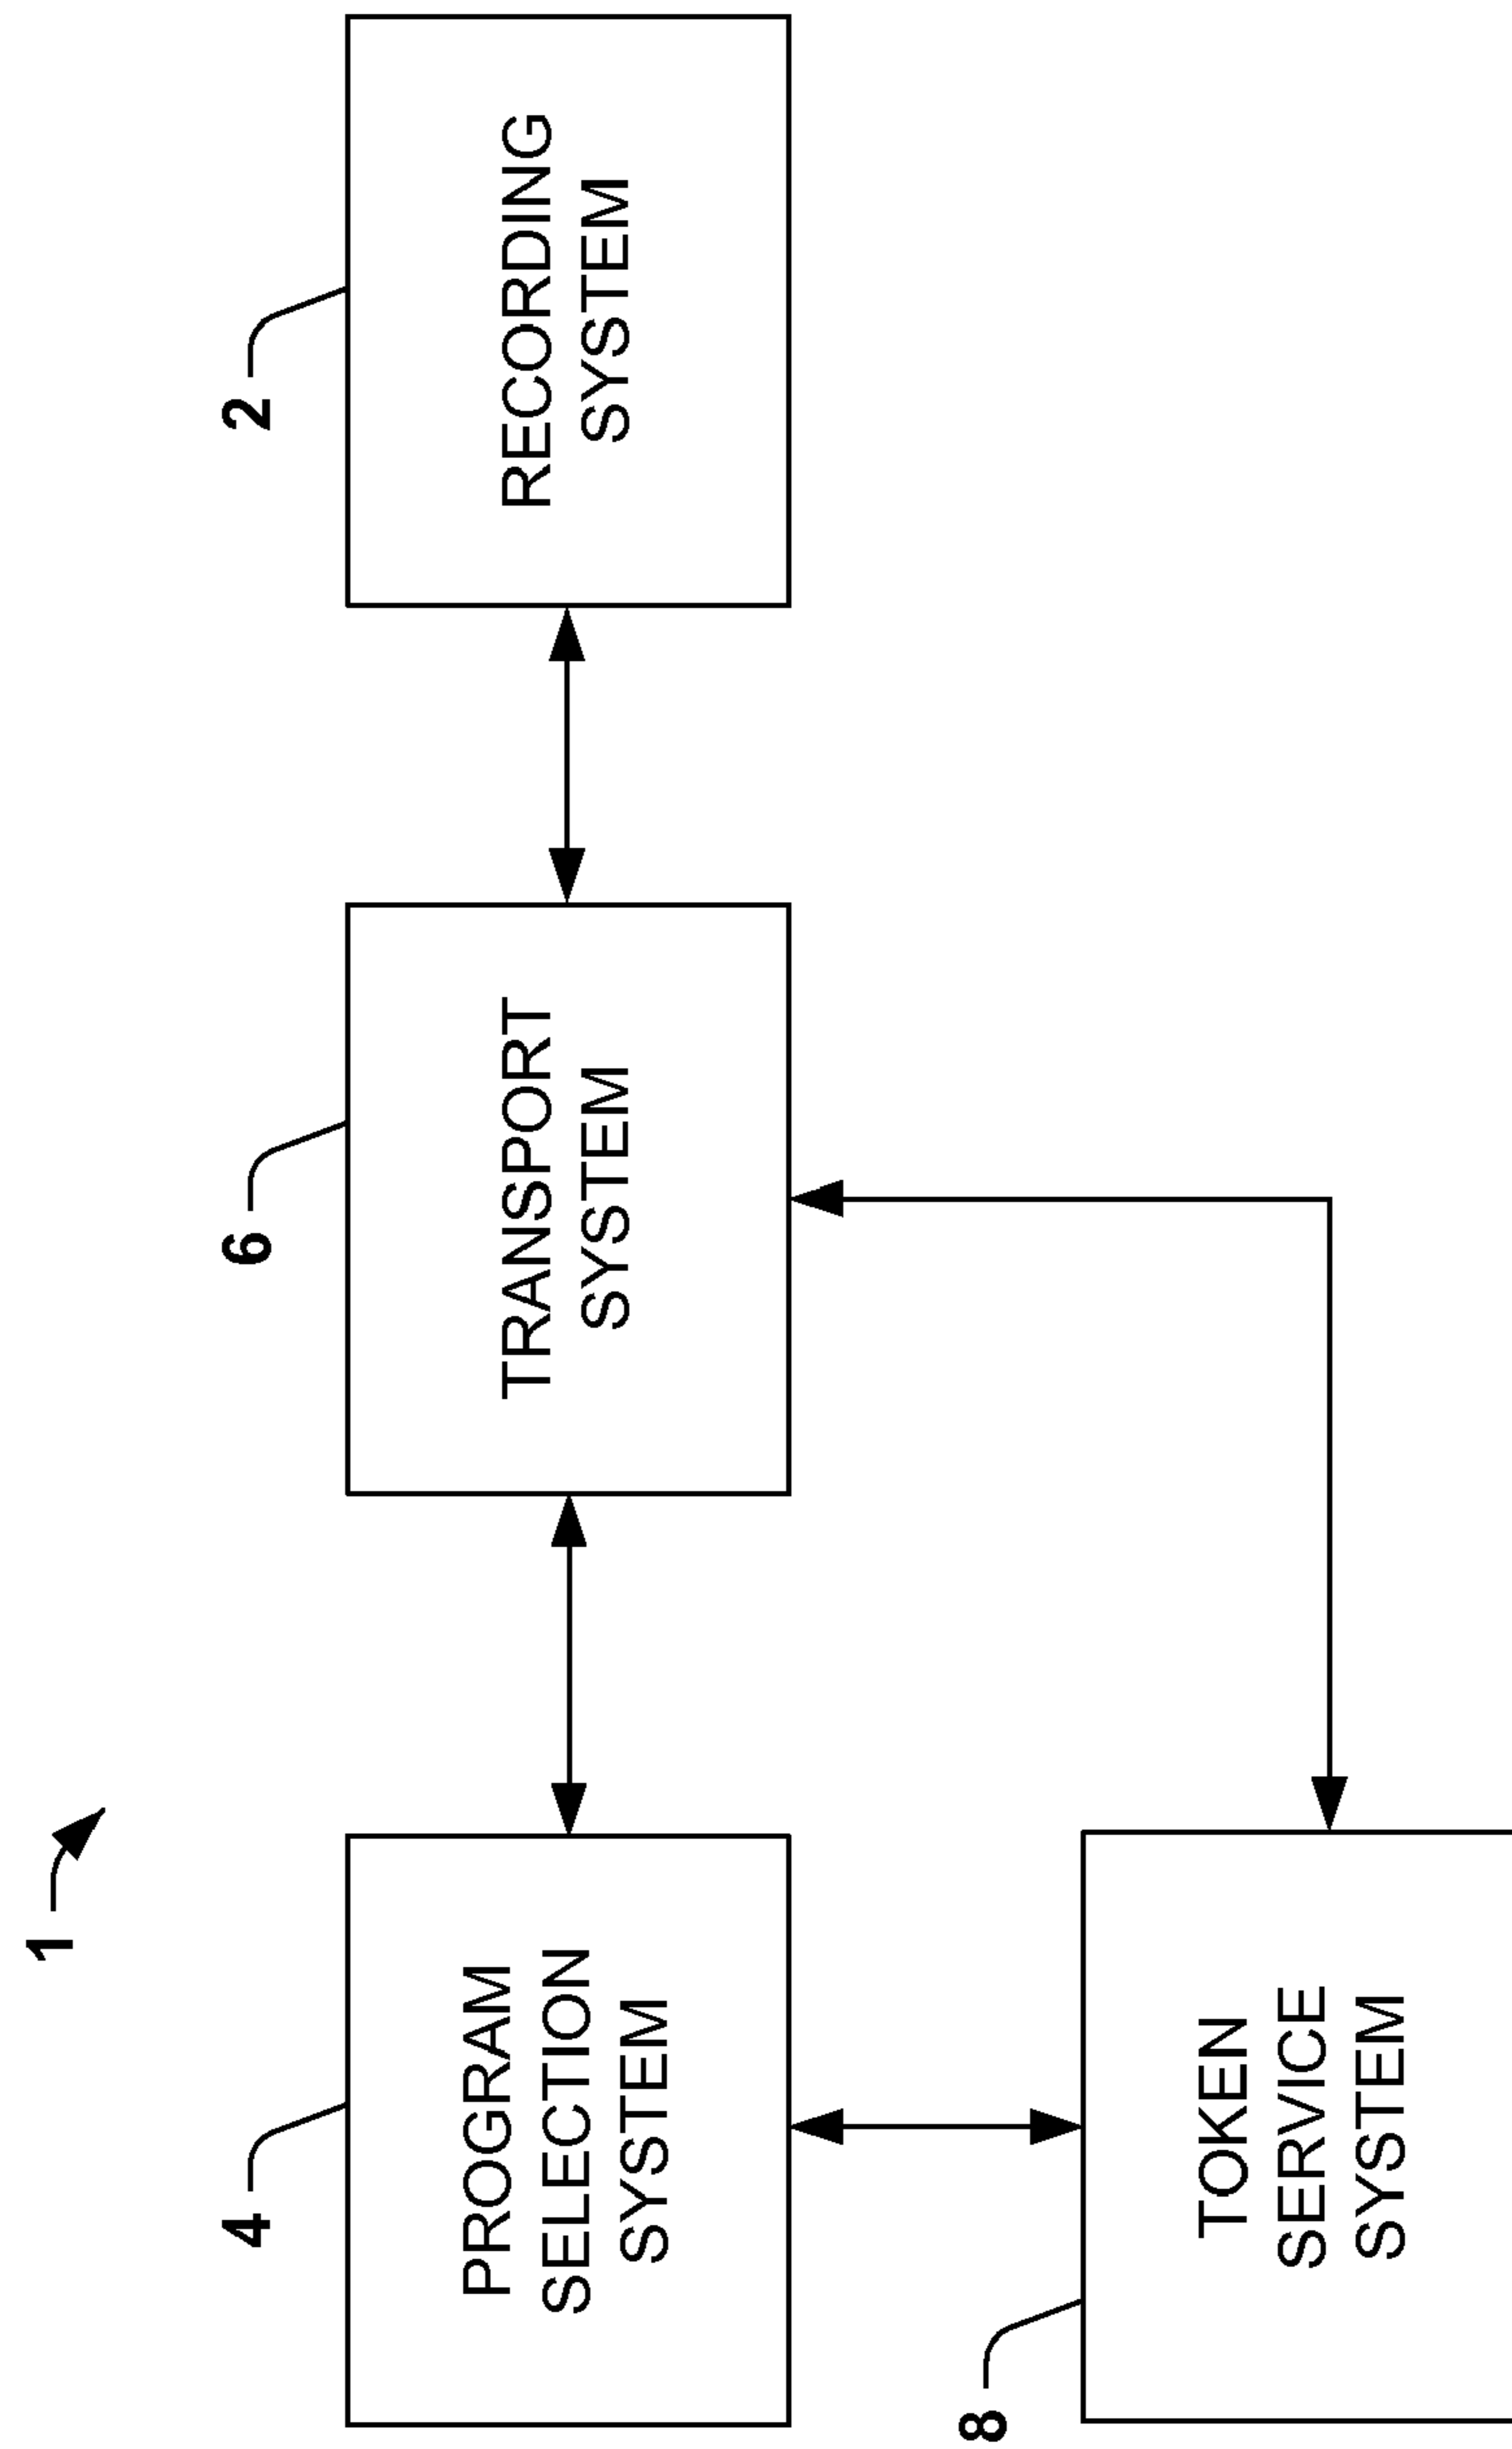 1
4
PROGRAM
SELECTION
SYSTEM
6
TRANSPORT
SYSTEM
2
RECORDING
SYSTEM
8
TOKEN
SERVICE
SYSTEM